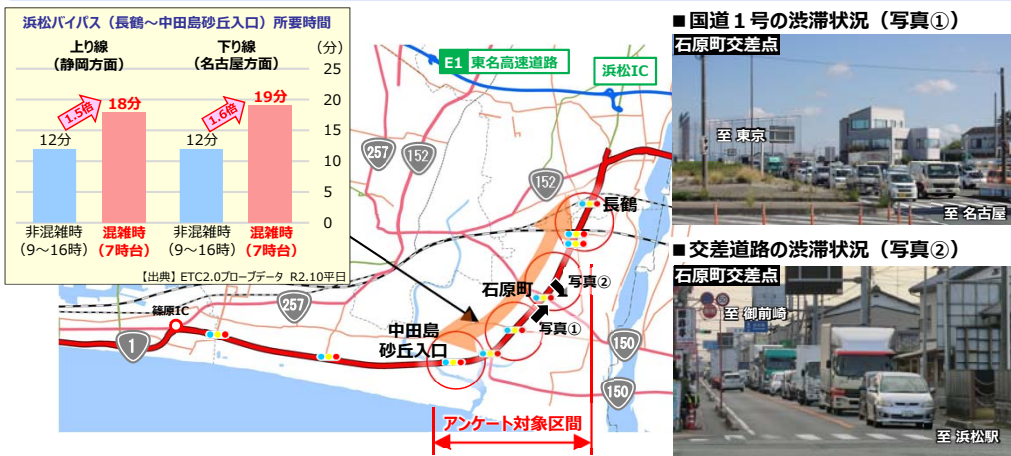 浜松バイパス（長鶴～中田島砂丘入口）所要時間
上り線
（静岡方面）
下り線
（名古屋方面）
（分）
25
20
15
10
5
0
12分
1.5倍
18分
12分
1.6倍
19分
非混雑時
（9～16時）
混雑時
（7時台）
非混雑時
（9～16時）
混雑時
（7時台）
【出典】ETC2.0プローブデータ R2.10平日
E1 東名高速道路
浜松IC
257
152
152
長鶴
石原町
写真②
写真①
257
篠原IC
中田島
砂丘入口
1
150
150
アンケート対象区間
■国道１号の渋滞状況（写真①）
石原町交差点
至 東京
至 名古屋
■交差道路の渋滞状況（写真②）
石原町交差点
至 御前崎
至 浜松駅